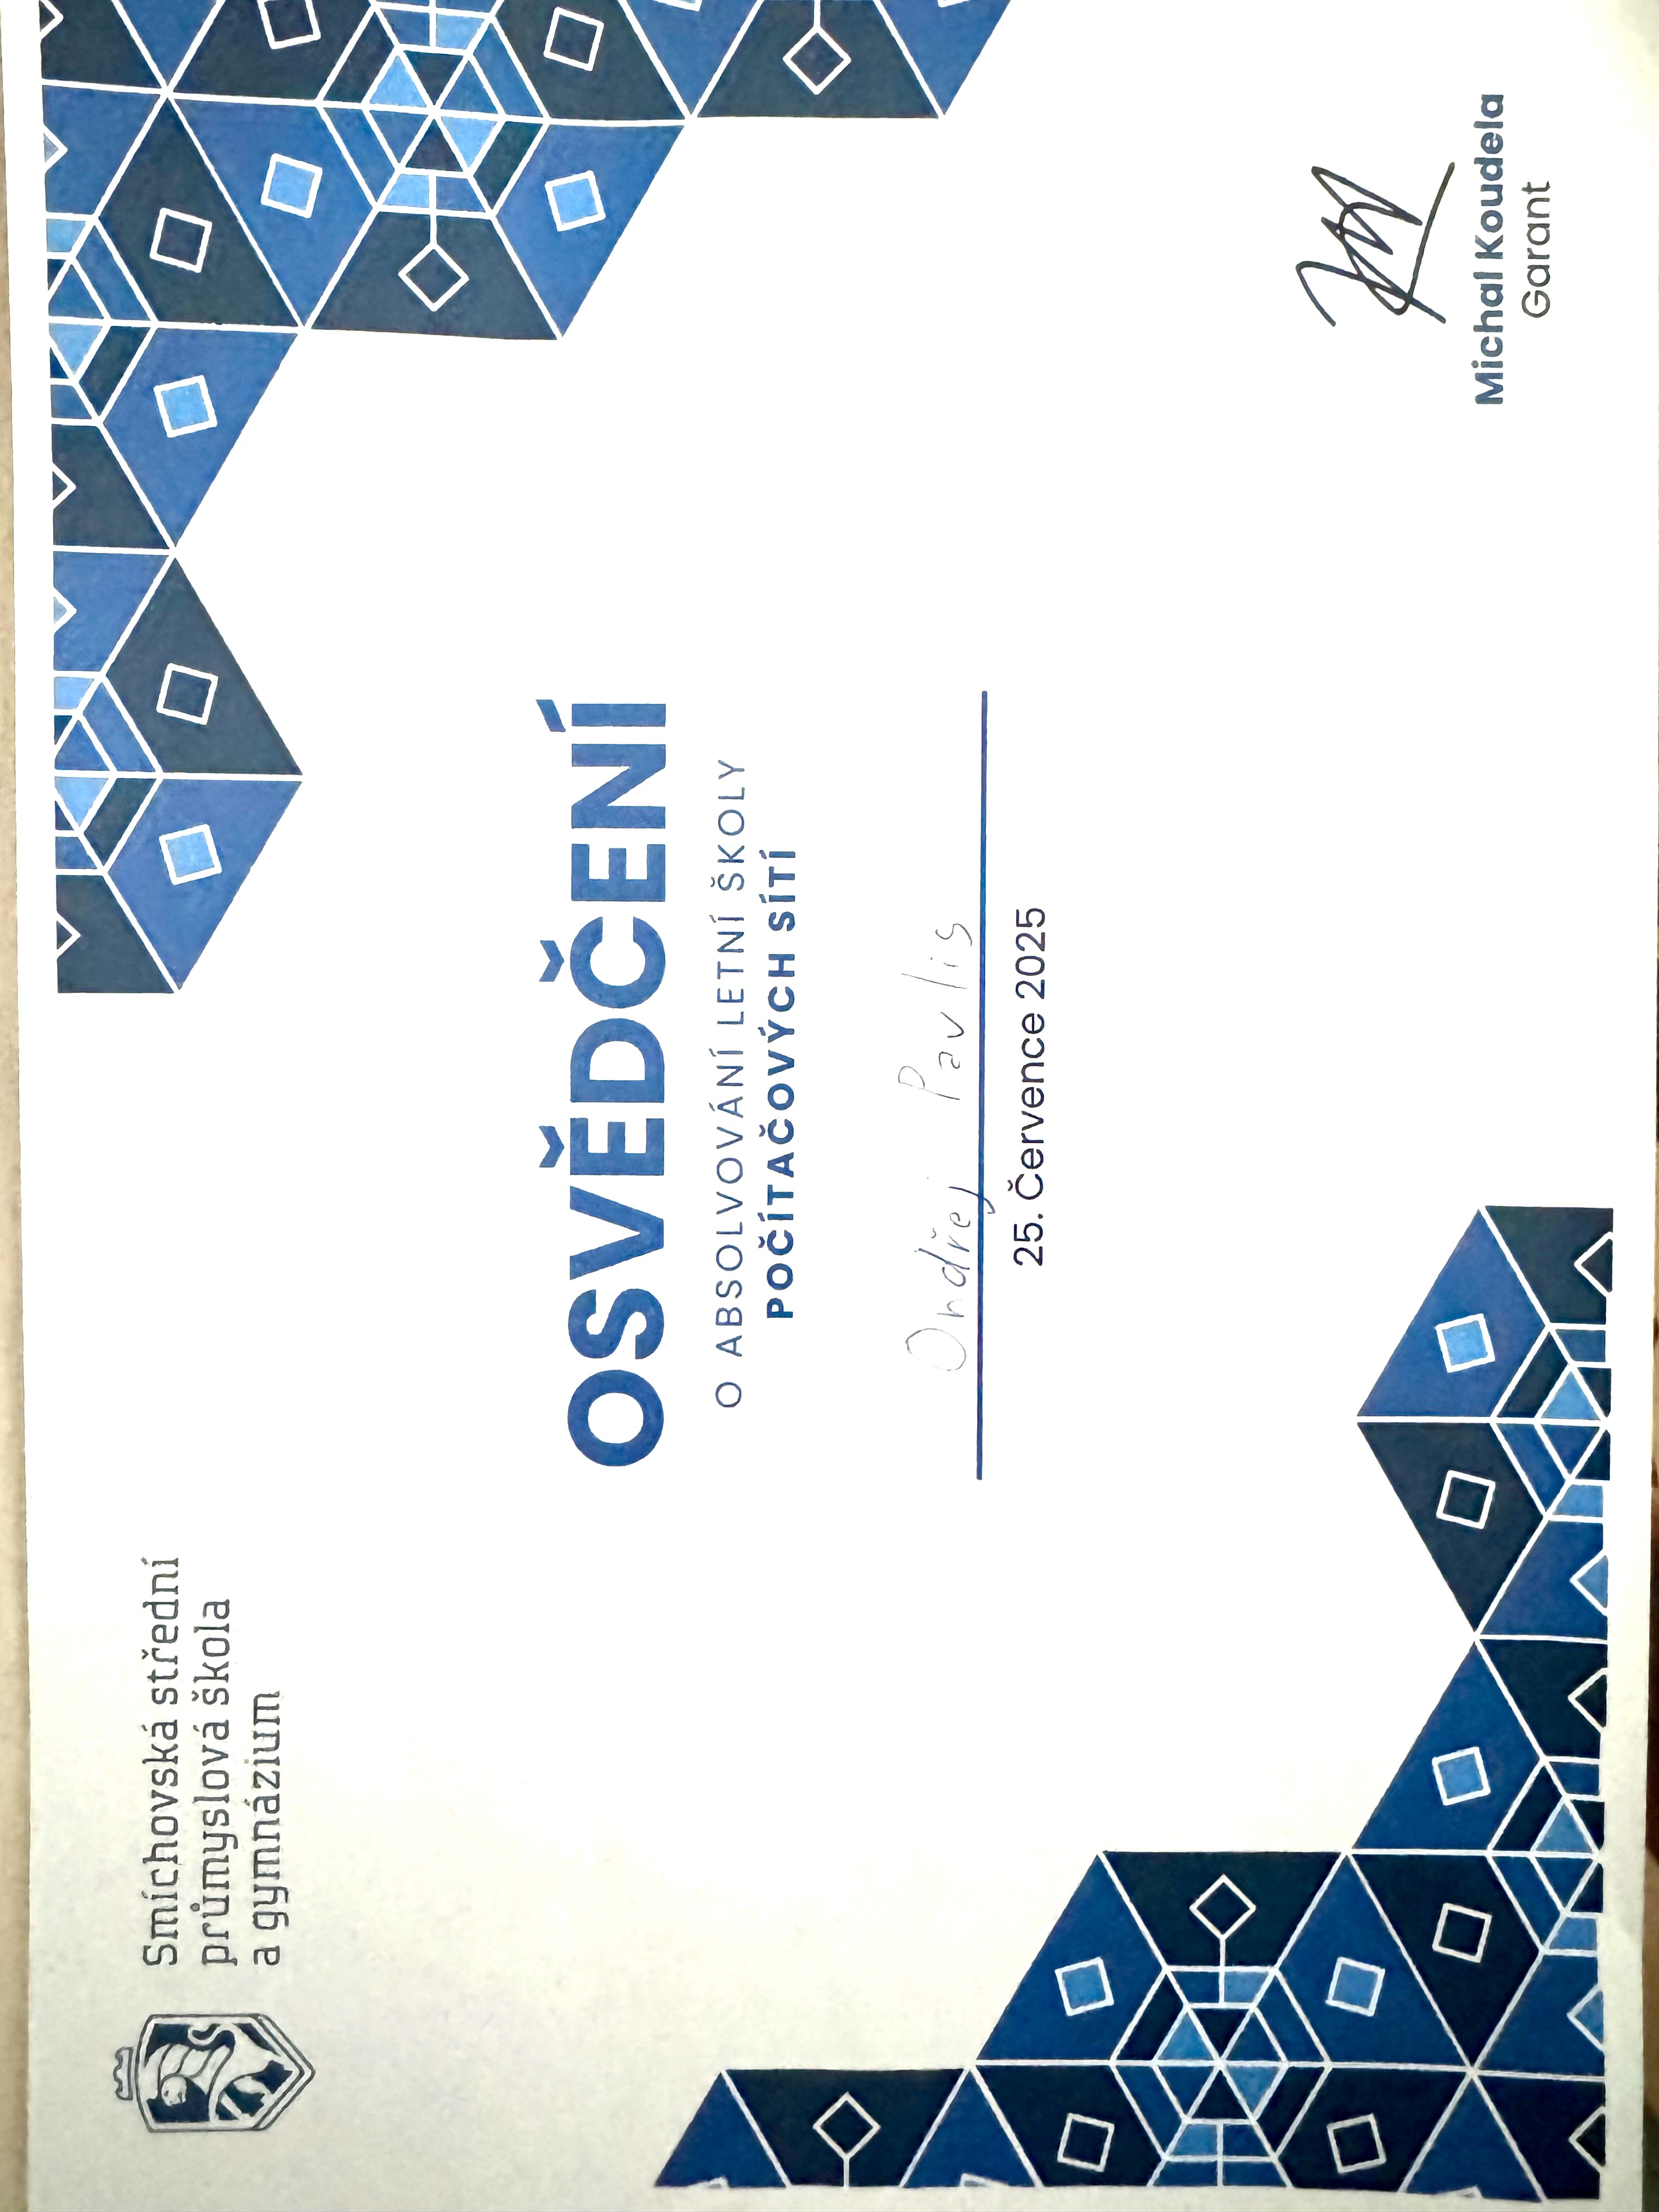 Smíchovská střední
průmyslová škola
a gymnázium
OSVĚDČENÍ
O ABSOLVOVÁNÍ LETNÍ ŠKOLY
POČÍTAČOVÝCH SÍTÍ
Ondřej Pavlis
25. Července 2025
Michal Koudela
Garant